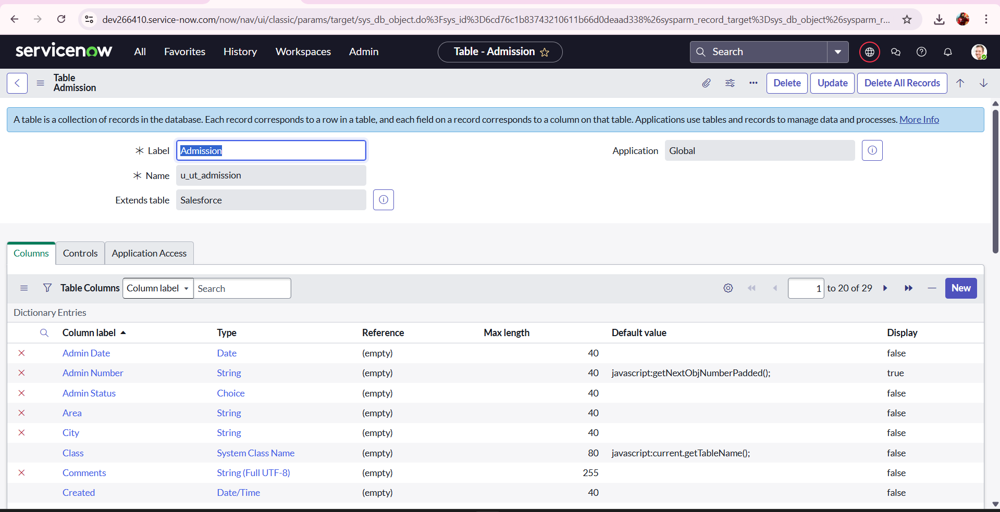 dev266410.service-now.com/now/nav/ui/classic/params/target/sys_db_object.do%3Fsys_id%3D6cd76c1b83743210611b66d0deaad338%26sysparm_record_target%3Dsys_db_object%26sysparm_r...
servicenow All Favorites History Workspaces Admin Table - Admission Search
Table
Admission
Delete Update Delete All Records
A table is a collection of records in the database. Each record corresponds to a row in a table, and each field on a record corresponds to a column on that table. Applications use tables and records to manage data and processes. More Info
Label Admission Application Global
Name u_ut_admission
Extends table Salesforce
Columns Controls Application Access
Table Columns Column label Search 1 to 20 of 29 New
Dictionary Entries
Column label Type Reference Max length Default value Display
Admin Date Date (empty) 40 false
Admin Number String (empty) 40 javascript:getNextObjNumberPadded(); true
Admin Status Choice (empty) 40 false
Area String (empty) 40 false
City String (empty) 40 false
Class System Class Name (empty) 80 javascript:current.getTableName(); false
Comments String (Full UTF-8) (empty) 255 false
Created Date/Time (empty) 40 false